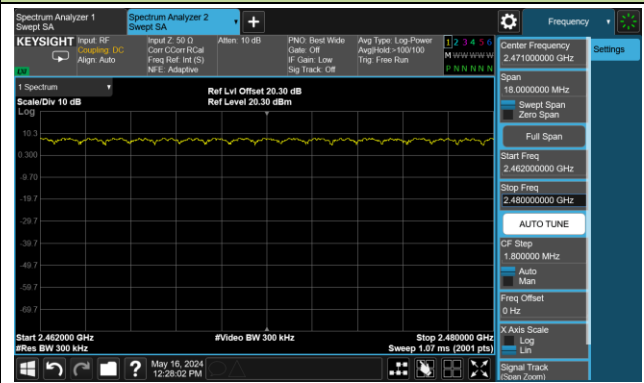 Spectrum Analyzer 1
Swept SA
Spectrum Analyzer 2
Swept SA
Frequency
KEYSIGHT
Input: RF
Coupling: DC
Align: Auto
Input Z: 50 Ω
Corr CCorr RCal
Freq Ref: Int (S)
NFE: Adaptive
Atten: 10 dB
PNO: Best Wide
Gate: Off
IF Gain: Low
Sig Track: Off
Avg Type: Log-Power
Avg|Hold:>100/100
Trig: Free Run
1 2 3 4 5 6
M W W W W W
P N N N N N
LXI
1 Spectrum
Scale/Div 10 dB
Log
Ref Lvl Offset 20.30 dB
Ref Level 20.30 dBm
10.3
0.300
-9.70
-19.7
-29.7
-39.7
-49.7
-59.7
-69.7
Start 2.462000 GHz
#Res BW 300 kHz
#Video BW 300 kHz
Stop 2.480000 GHz
Sweep 1.07 ms (2001 pts)
May 16, 2024
12:28:02 PM
Center Frequency
2.471000000 GHz
Settings
Span
18.0000000 MHz
Swept Span
Zero Span
Full Span
Start Freq
2.462000000 GHz
Stop Freq
2.480000000 GHz
AUTO TUNE
CF Step
1.800000 MHz
Auto
Man
Freq Offset
0 Hz
X Axis Scale
Log
Lin
Signal Track
(Span Zoom)